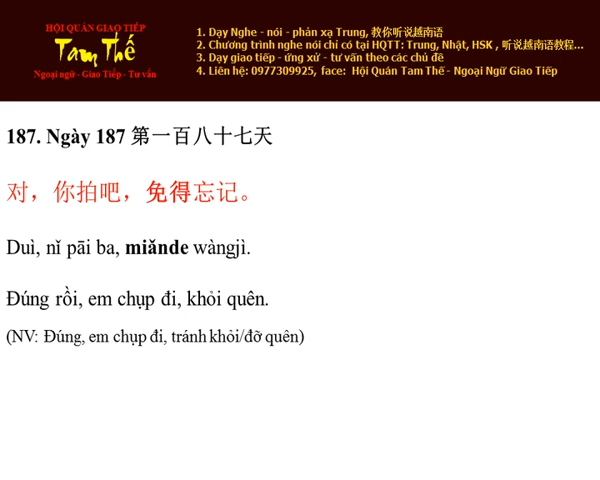 HỘI QUÁN GIAO TIẾP
Tam Thế
Ngoại ngữ - Giao Tiếp - Tư vấn
1. Dạy Nghe - nói - phản xạ Trung, 教你听说越南语
2. Chương trình nghe nói chỉ có tại HQTT: Trung, Nhật, HSK , 听说越南语教程...
3. Dạy giao tiếp - ứng xử - tư vấn theo các chủ đề
4. Liên hệ: 0977309925, face: Hội Quán Tam Thế - Ngoại Ngữ Giao Tiếp
187. Ngày 187 第一百八十七天
对，你拍吧，免得忘记。
Duì, nǐ pāi ba, miǎnde wàngjì.
Đúng rồi, em chụp đi, khỏi quên.
(NV: Đúng, em chụp đi, tránh khỏi/đỡ quên)